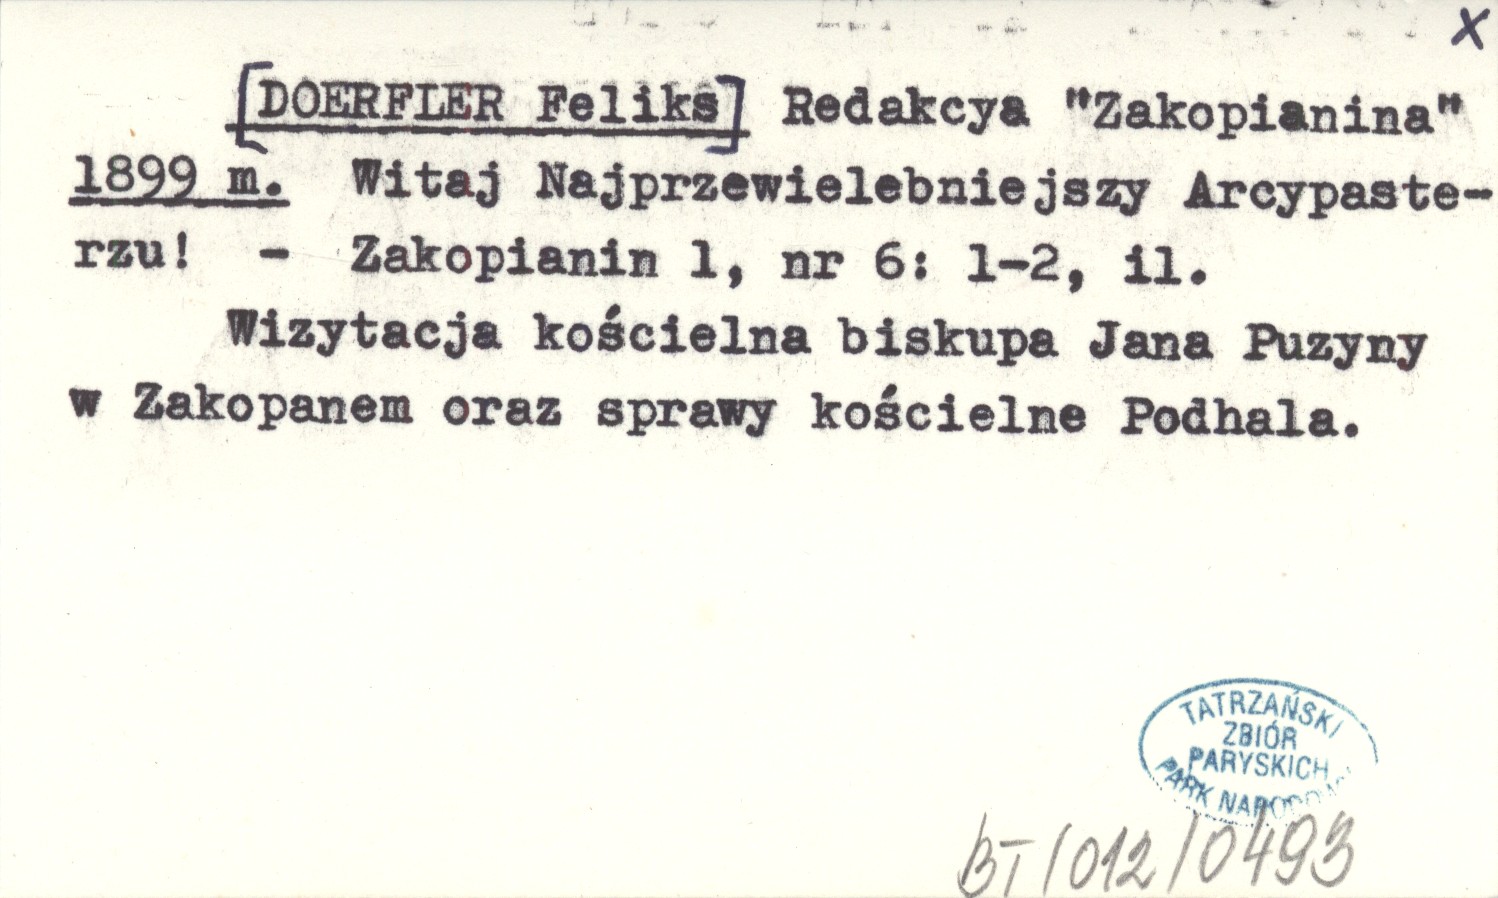 x
[DOERFLER Feliks] Redakcya "Zakopianina"
1899 m. Witaj Najprzewielebniejszy Arcypaste-
rzu! - Zakopianin 1, nr 6: 1-2, il.
Wizytacja kościelna biskupa Jana Puzyny
w Zakopanem oraz sprawy kościelne Podhala.
TATRZAŃSKI
ZBIÓR
PARYSKICH
PARK NARODOWY
BT/012/0493